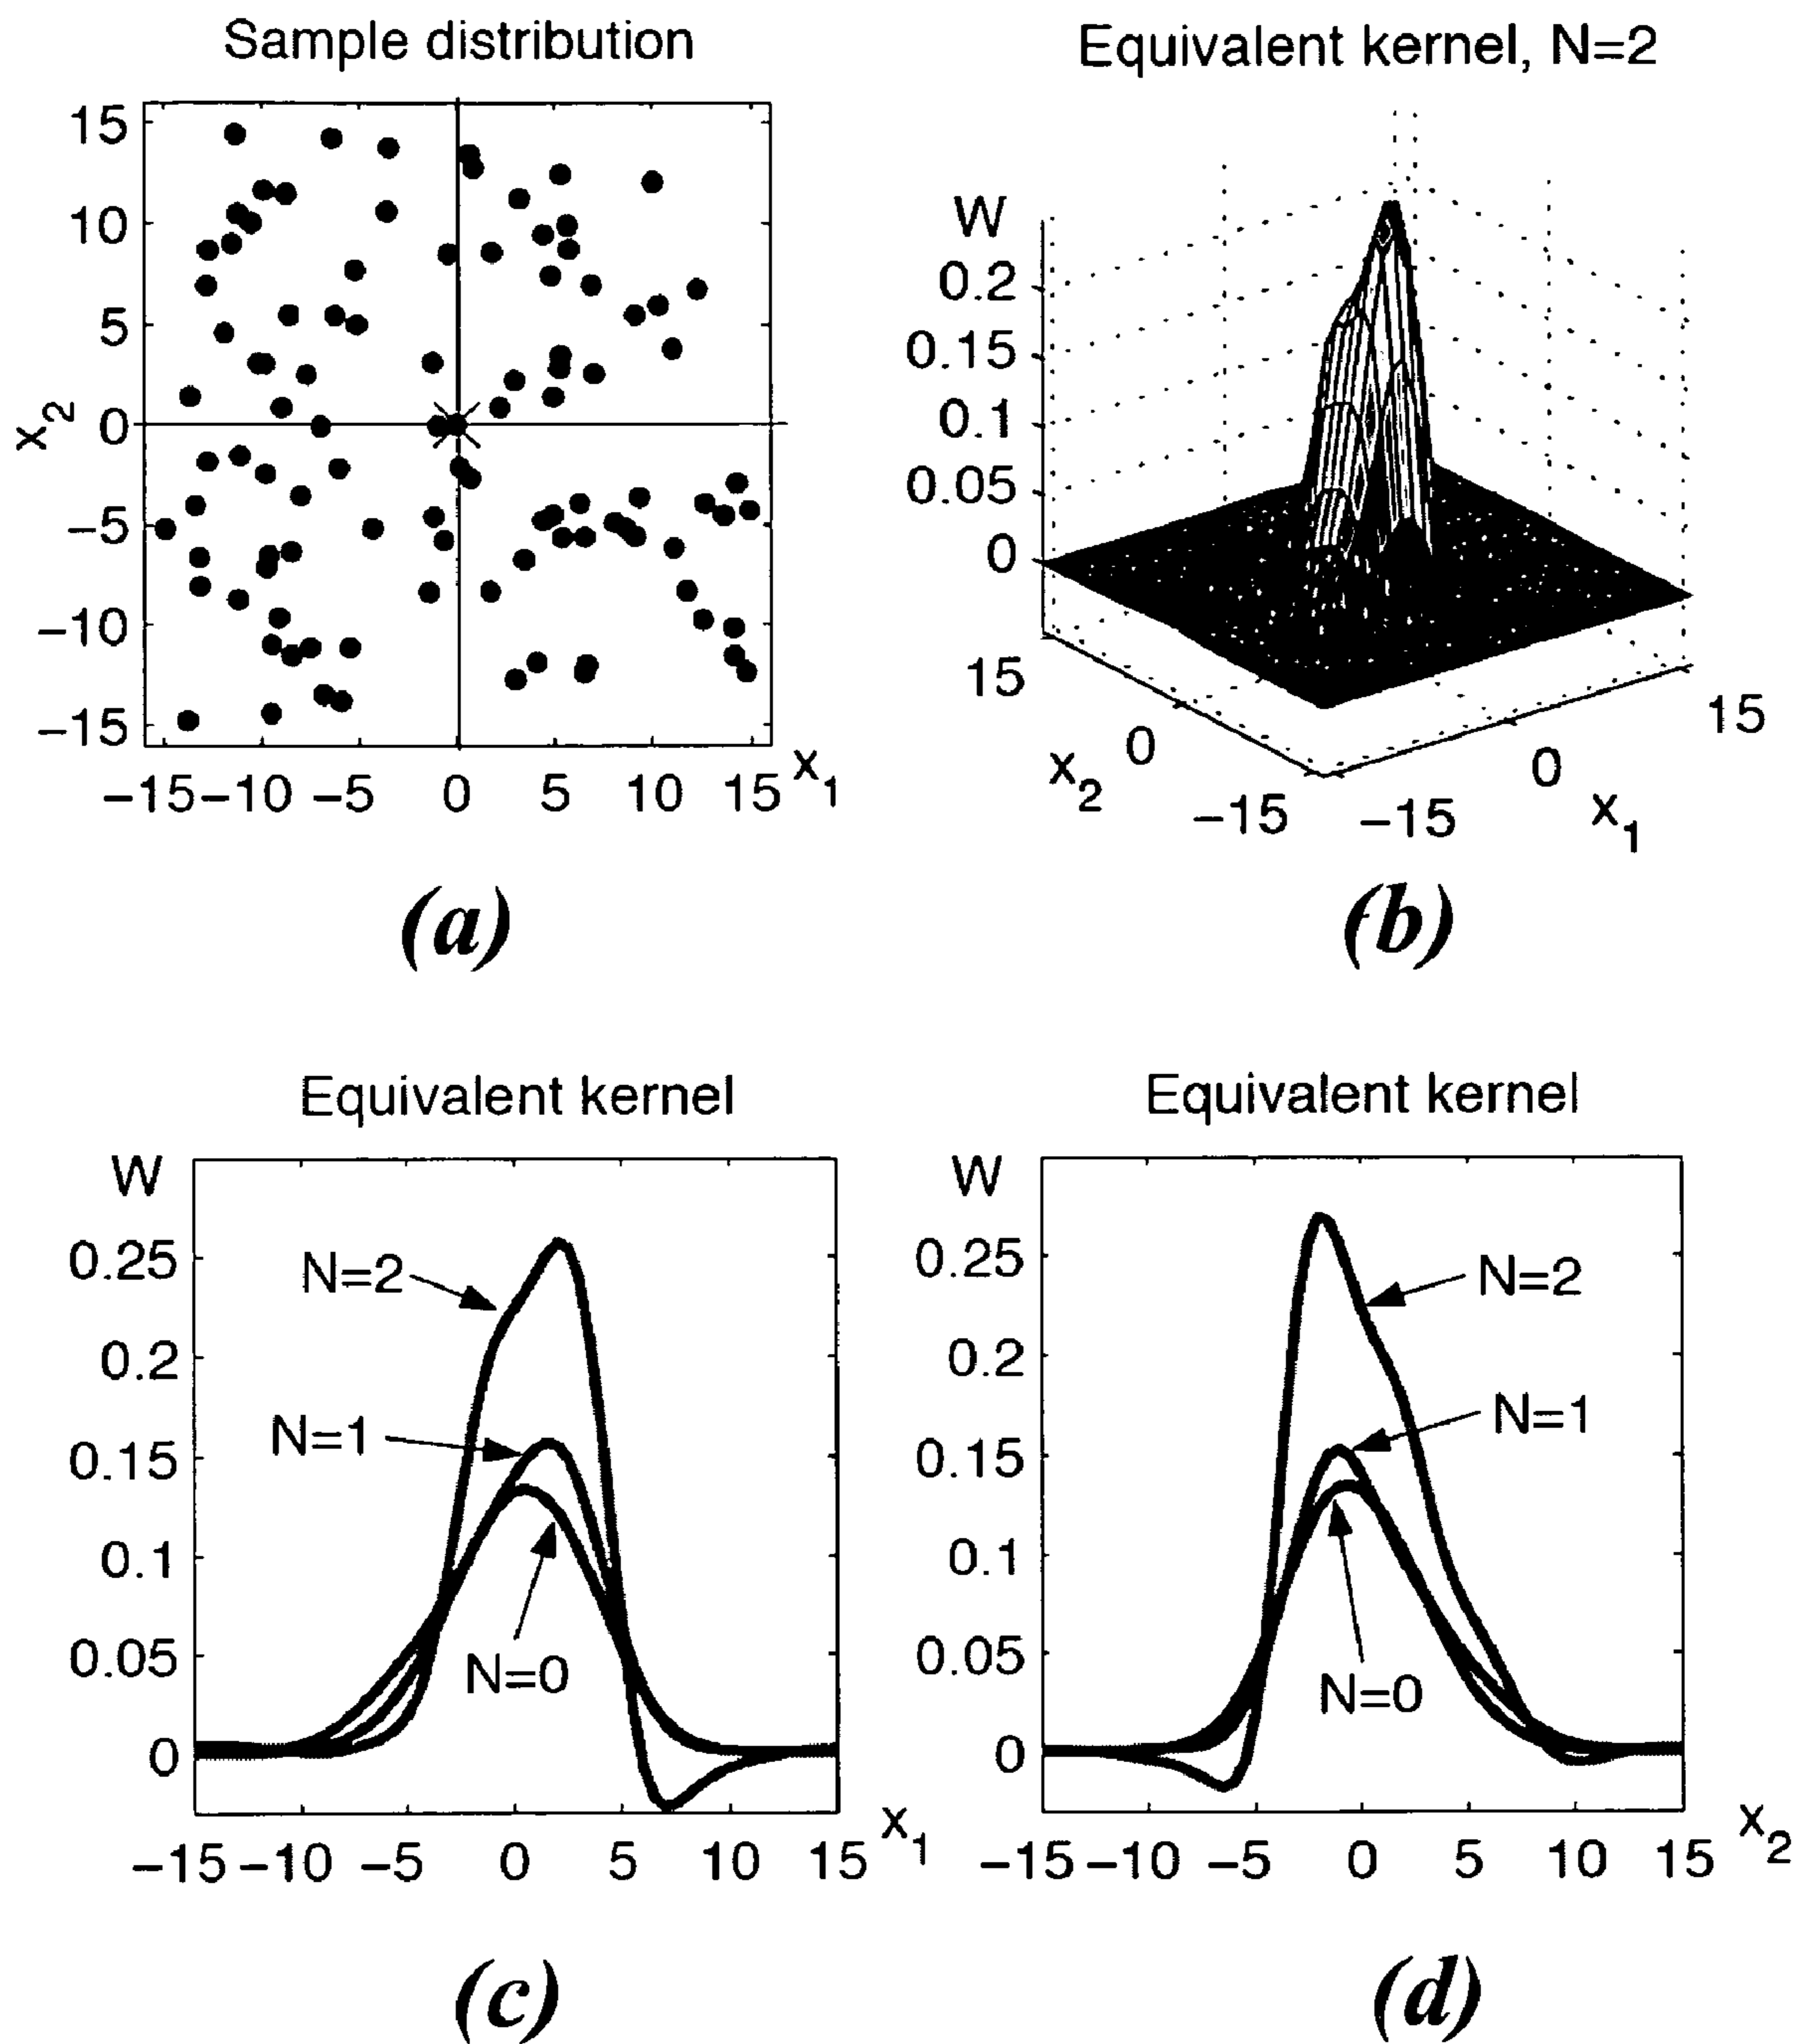 Sample distribution
15
10
5
0
−5
−10
−15
x2
−15 −10 −5 0 5 10 15 x1
(a)
Equivalent kernel, N=2
W
0.2
0.15
0.1
0.05
0
15
0
−15
x2
−15
0
15
x1
(b)
Equivalent kernel
W
0.25
0.2
0.15
0.1
0.05
0
N=2
N=1
N=0
−15 −10 −5 0 5 10 15 x1
(c)
Equivalent kernel
W
0.25
0.2
0.15
0.1
0.05
0
N=2
N=1
N=0
−15 −10 −5 0 5 10 15 x2
(d)